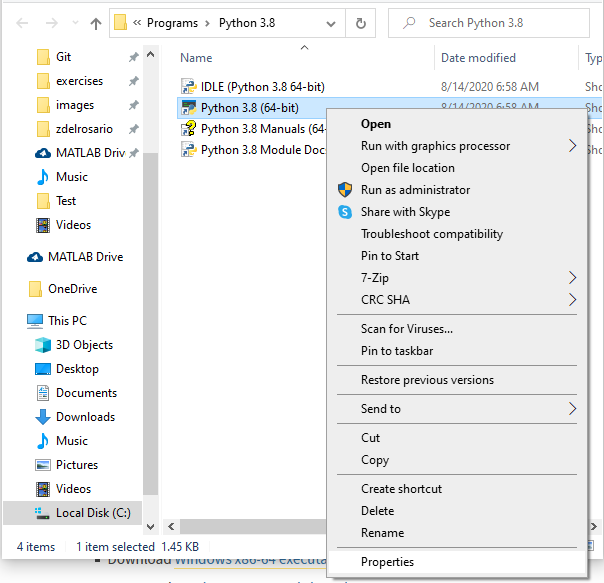 « Programs > Python 3.8
Search Python 3.8
Name
Date modified
Typ
Git
exercises
images
zdelrosario
MATLAB Driv
Music
Test
Videos
MATLAB Drive
OneDrive
This PC
3D Objects
Desktop
Documents
Downloads
Music
Pictures
Videos
Local Disk (C:)
IDLE (Python 3.8 64-bit)
8/14/2020 6:58 AM
Sho
Python 3.8 (64-bit)
8/14/2020 6:58 AM
Sho
Python 3.8 Manuals (64-
Sho
Python 3.8 Module Doc
Sho
Open
Run with graphics processor
Open file location
Run as administrator
Share with Skype
Troubleshoot compatibility
Pin to Start
7-Zip
CRC SHA
Scan for Viruses...
Pin to taskbar
Restore previous versions
Send to
Cut
Copy
Create shortcut
Delete
Rename
Properties
4 items
1 item selected 1.45 KB
Download Windows x86-64 executa